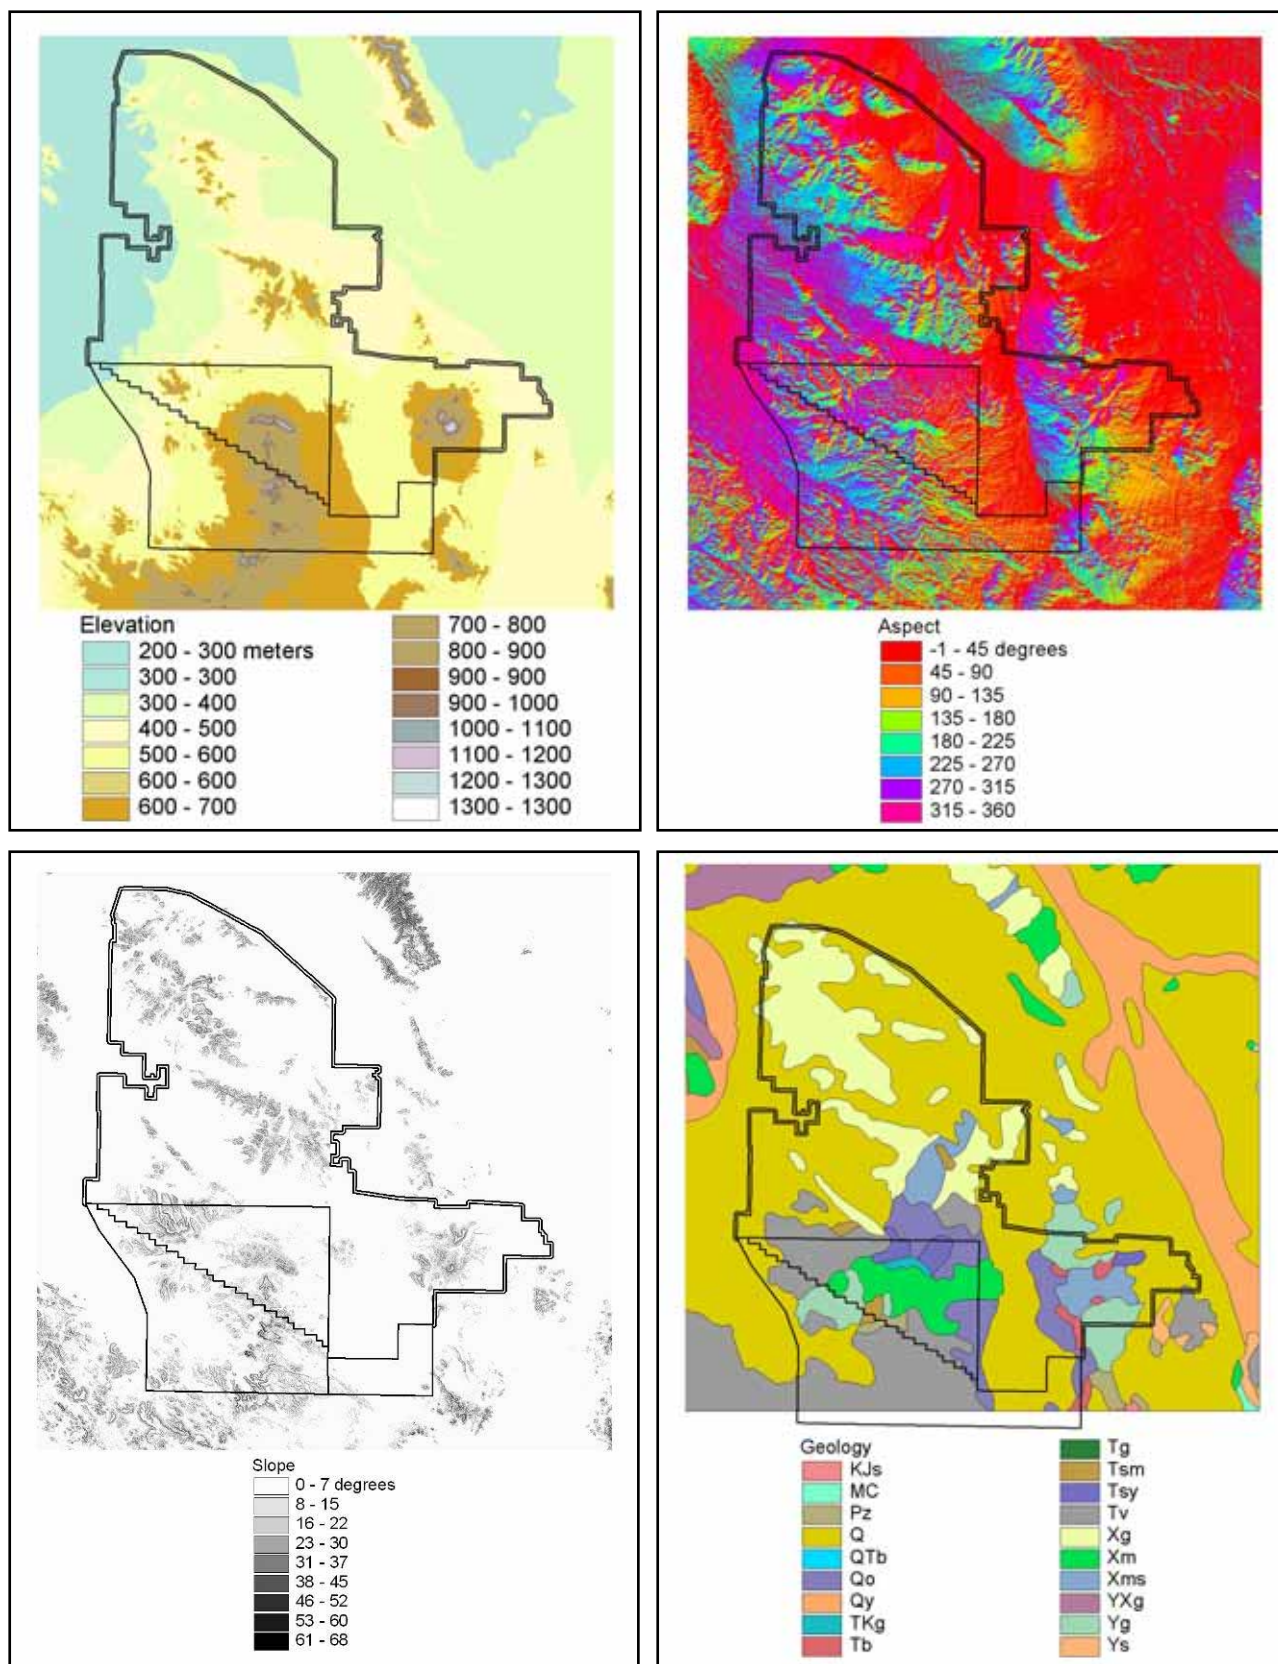 Elevation
200 - 300 meters
300 - 300
300 - 400
400 - 500
500 - 600
600 - 600
600 - 700
700 - 800
800 - 900
900 - 900
900 - 1000
1000 - 1100
1100 - 1200
1200 - 1300
1300 - 1300
Aspect
-1 - 45 degrees
45 - 90
90 - 135
135 - 180
180 - 225
225 - 270
270 - 315
315 - 360
Slope
0 - 7 degrees
8 - 15
16 - 22
23 - 30
31 - 37
38 - 45
46 - 52
53 - 60
61 - 68
Geology
KJs
MC
Pz
Q
QTb
Qo
Qy
TKg
Tb
Tg
Tsm
Tsy
Tv
Xg
Xm
Xms
YXg
Yg
Ys